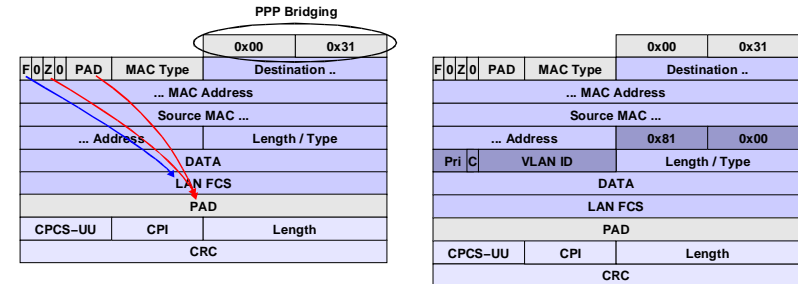 PPP Bridging
0x00 0x31
F 0 Z 0 PAD MAC Type Destination ..
... MAC Address
Source MAC ...
... Address Length / Type
DATA
LAN FCS
PAD
CPCS−UU CPI Length
CRC
0x00 0x31
F 0 Z 0 PAD MAC Type Destination ..
... MAC Address
Source MAC ...
... Address 0x81 0x00
Pri C VLAN ID Length / Type
DATA
LAN FCS
PAD
CPCS−UU CPI Length
CRC